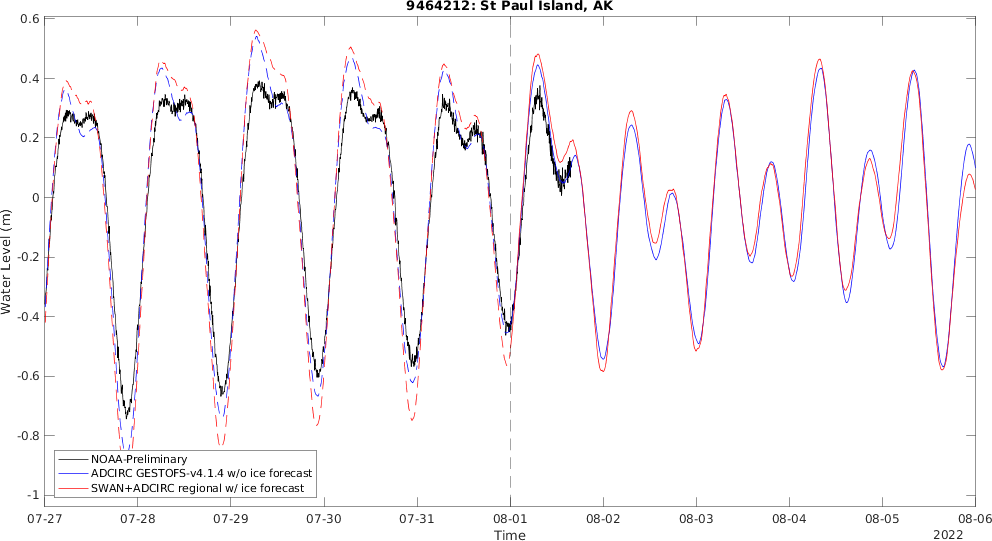 9464212: St Paul Island, AK
0.6
0.4
0.2
0
-0.2
-0.4
-0.6
-0.8
-1
Water Level (m)
NOAA-Preliminary
ADCIRC GESTOFS-v4.1.4 w/o ice forecast
SWAN+ADCIRC regional w/ ice forecast
07-27 07-28 07-29 07-30 07-31 08-01 08-02 08-03 08-04 08-05 08-06
Time
2022